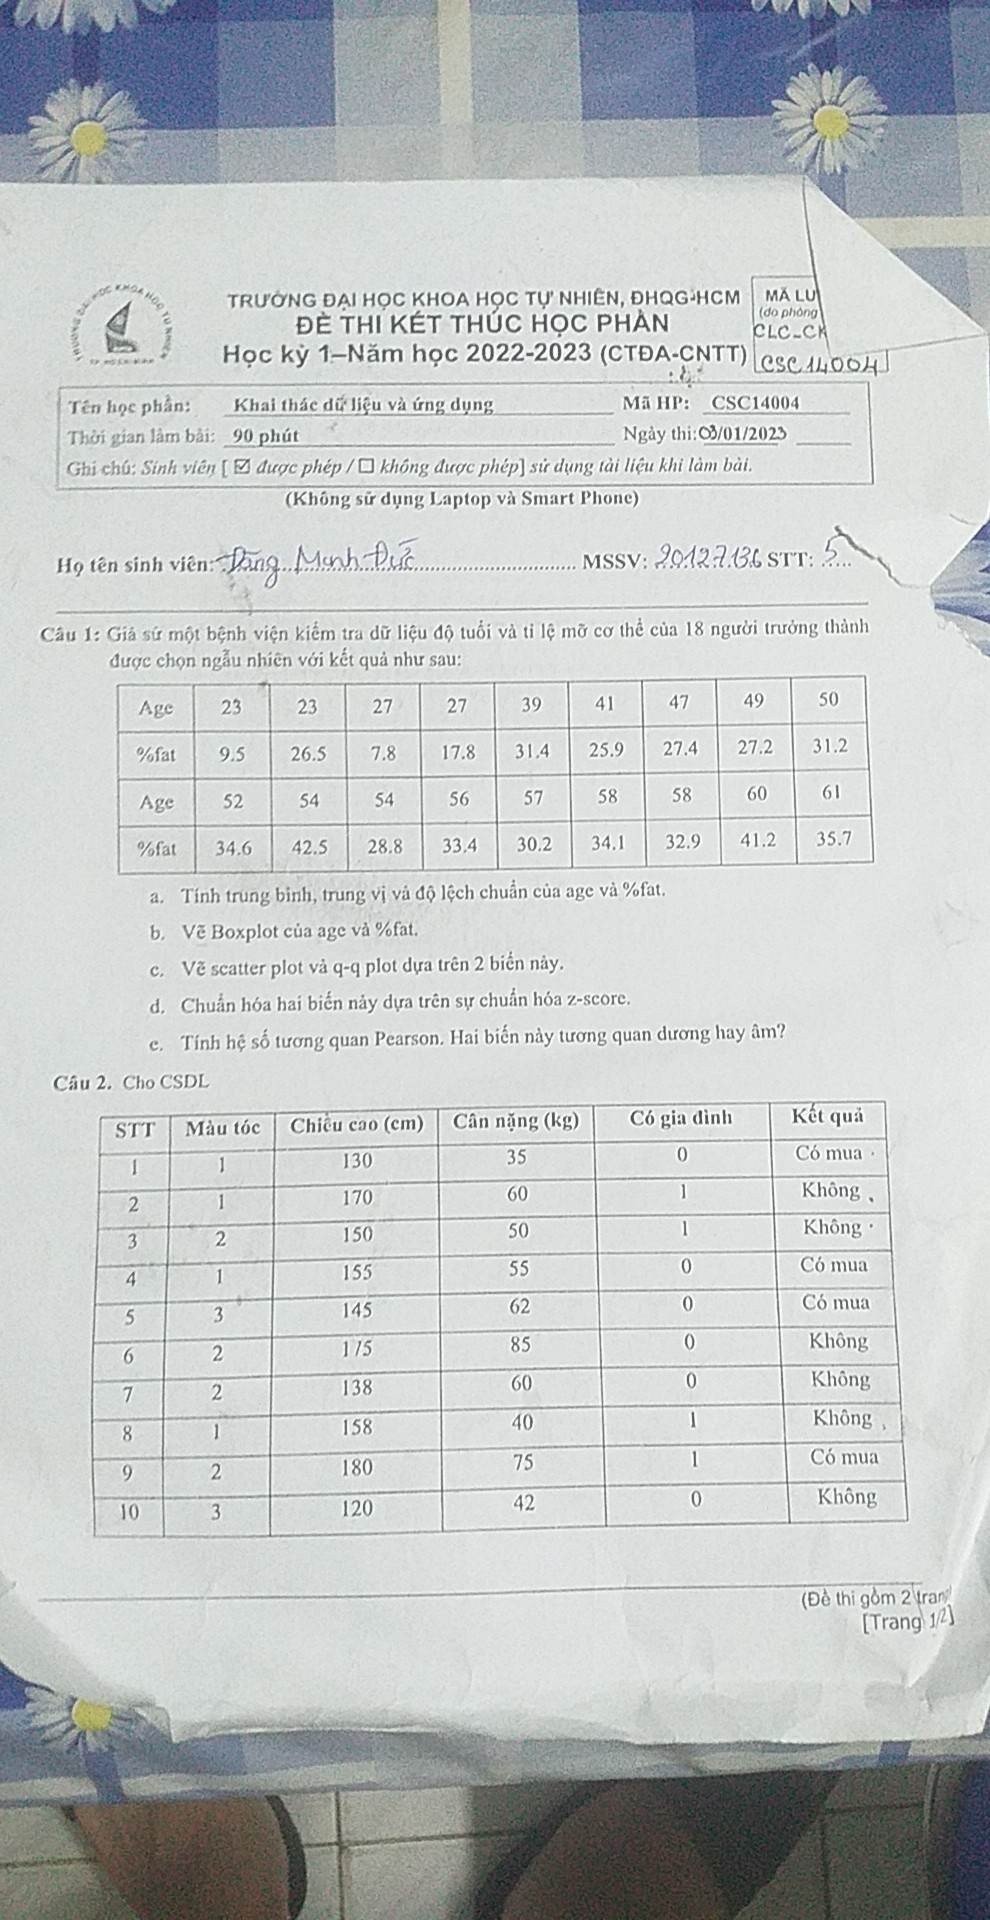 TRƯỜNG ĐẠI HỌC KHOA HỌC TỰ NHIÊN, ĐHQG-HCM
ĐỀ THI KẾT THÚC HỌC PHẦN
Học kỳ 1–Năm học 2022-2023 (CTĐA-CNTT)
MÃ LƯ
(do phòng
CLC-CK
CSC14004
Tên học phần: Khai thác dữ liệu và ứng dụng Mã HP: CSC14004
Thời gian làm bài: 90 phút Ngày thi: 03/01/2023
Ghi chú: Sinh viên [ ☑ được phép / ☐ không được phép] sử dụng tài liệu khi làm bài.
(Không sử dụng Laptop và Smart Phone)
Họ tên sinh viên: Đặng Minh Đức MSSV: 20127136 STT: 5
Câu 1: Giả sử một bệnh viện kiểm tra dữ liệu độ tuổi và tỉ lệ mỡ cơ thể của 18 người trưởng thành
được chọn ngẫu nhiên với kết quả như sau:
Age 23 23 27 27 39 41 47 49 50
%fat 9.5 26.5 7.8 17.8 31.4 25.9 27.4 27.2 31.2
Age 52 54 54 56 57 58 58 60 61
%fat 34.6 42.5 28.8 33.4 30.2 34.1 32.9 41.2 35.7
a. Tính trung bình, trung vị và độ lệch chuẩn của age và %fat.
b. Vẽ Boxplot của age và %fat.
c. Vẽ scatter plot và q-q plot dựa trên 2 biến này.
d. Chuẩn hóa hai biến này dựa trên sự chuẩn hóa z-score.
e. Tính hệ số tương quan Pearson. Hai biến này tương quan dương hay âm?
Câu 2. Cho CSDL
STT Màu tóc Chiều cao (cm) Cân nặng (kg) Có gia đình Kết quả
1 1 130 35 0 Có mua
2 1 170 60 1 Không
3 2 150 50 1 Không
4 1 155 55 0 Có mua
5 3 145 62 0 Có mua
6 2 175 85 0 Không
7 2 138 60 0 Không
8 1 158 40 1 Không
9 2 180 75 1 Có mua
10 3 120 42 0 Không
(Đề thi gồm 2 tran
[Trang 1/2]